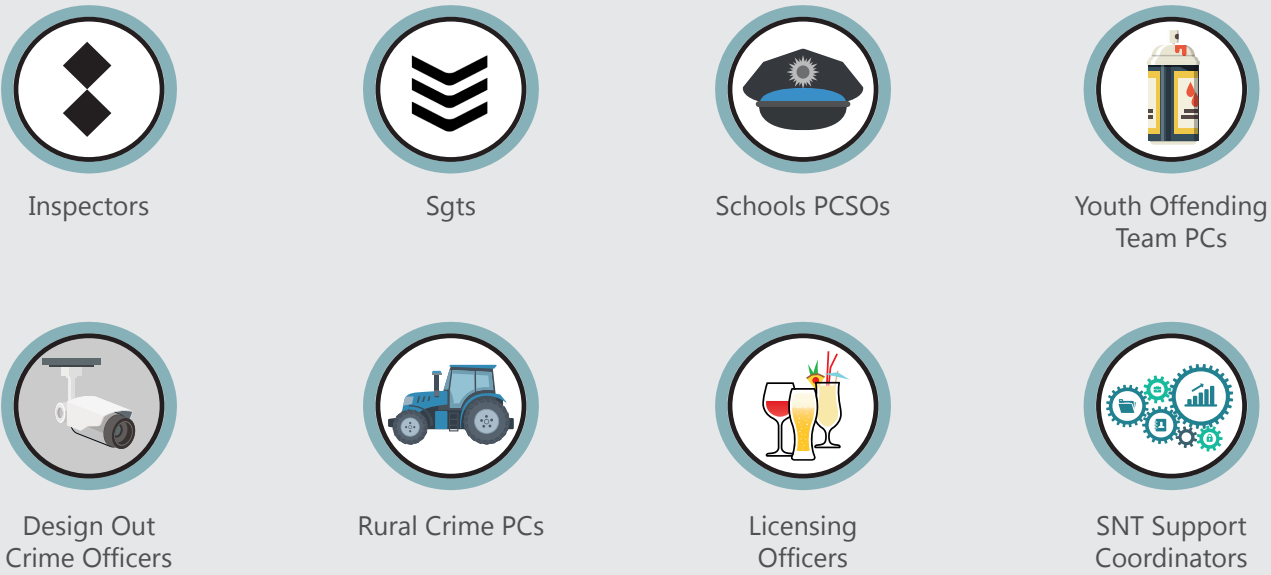 Inspectors
Sgts
Schools PCSOs
Youth Offending
Team PCs
Design Out
Crime Officers
Rural Crime PCs
Licensing
Officers
SNT Support
Coordinators